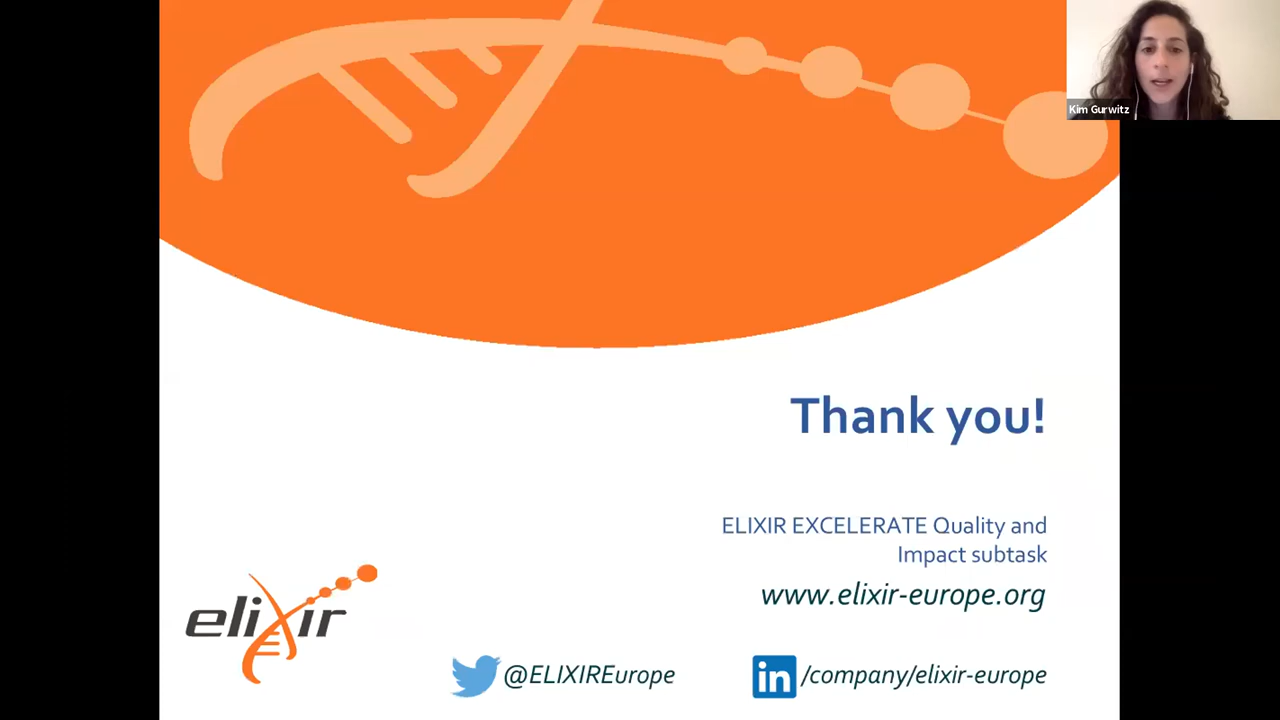 Kim Gurwitz
Thank you!
ELIXIR EXCELERATE Quality and
Impact subtask
www.elixir-europe.org
elixir
@ELIXIREurope
in /company/elixir-europe